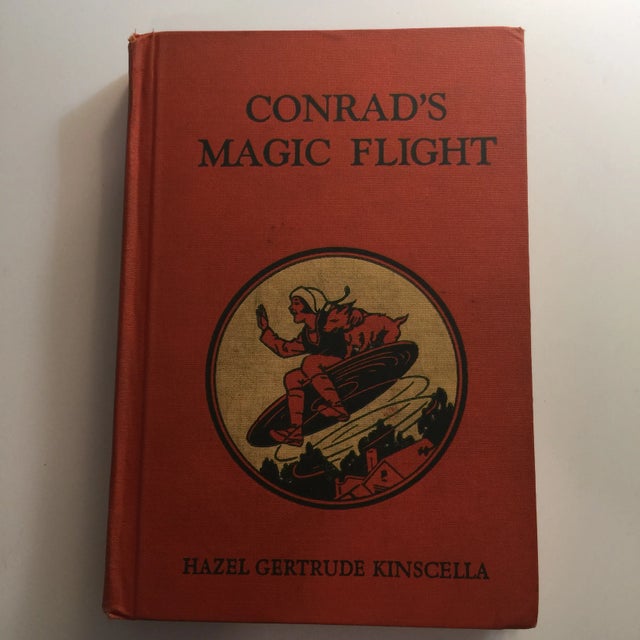 CONRAD'S
MAGIC FLIGHT
HAZEL GERTRUDE KINSCELLA